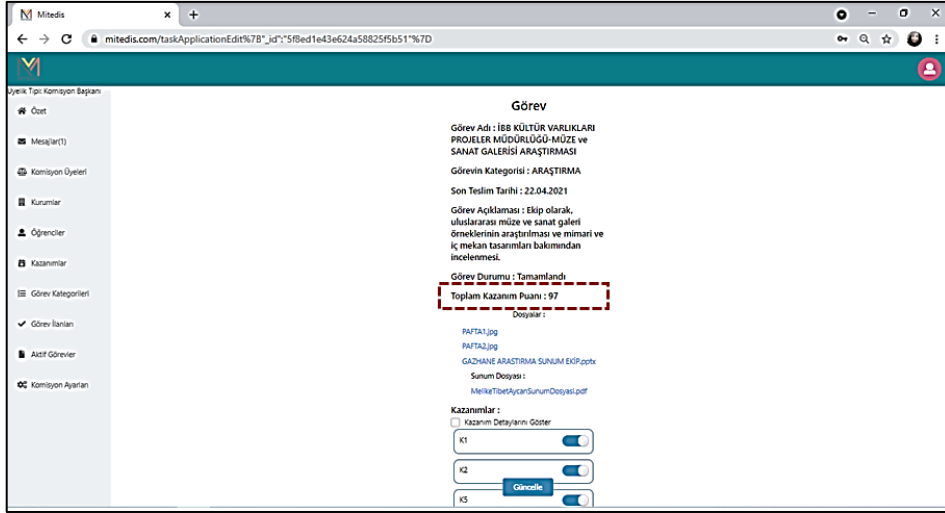 Mitedis
mitedis.com/taskApplicationEdit%7B"_id":"5f8ed1e43e624a58825f5b51"%7D
Üyelik Tipi: Komisyon Başkanı
Özet
Mesajlar(1)
Komisyon Üyeleri
Kurumlar
Öğrenciler
Kazanımlar
Görev Kategorileri
Görev İlanları
Aktif Görevler
Komisyon Ayarları
Görev
Görev Adı : İBB KÜLTÜR VARLIKLARI
PROJELER MÜDÜRLÜĞÜ-MÜZE ve
SANAT GALERİSİ ARAŞTIRMASI
Görevin Kategorisi : ARAŞTIRMA
Son Teslim Tarihi : 22.04.2021
Görev Açıklaması : Ekip olarak,
uluslararası müze ve sanat galeri
örneklerinin araştırılması ve mimari ve
iç mekan tasarımları bakımından
incelenmesi.
Görev Durumu : Tamamlandı
Toplam Kazanım Puanı : 97
Dosyalar :
PAFTA1.jpg
PAFTA2.jpg
GAZHANE ARASTIRMA SUNUM EKİP.pptx
Sunum Dosyası :
MelikeTibetAycanSunumDosyasi.pdf
Kazanımlar :
Kazanım Detaylarını Göster
K1
K2
Güncelle
K5